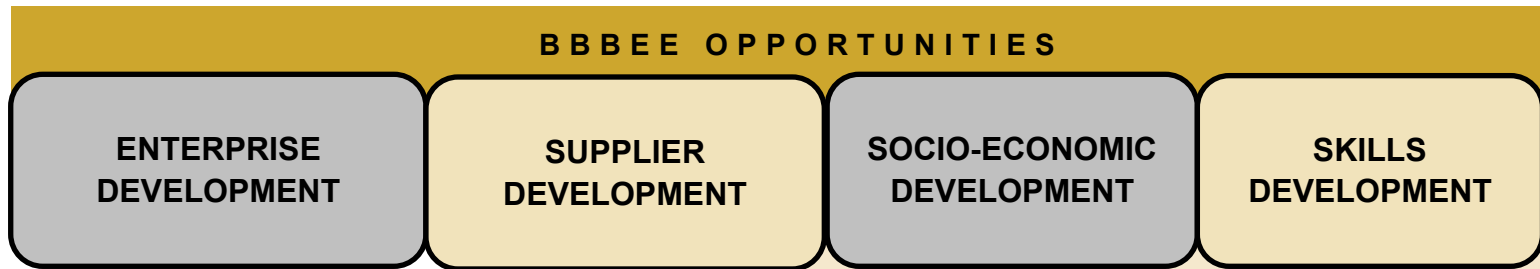 BBBEE OPPORTUNITIES
ENTERPRISE
DEVELOPMENT
SUPPLIER
DEVELOPMENT
SOCIO-ECONOMIC
DEVELOPMENT
SKILLS
DEVELOPMENT